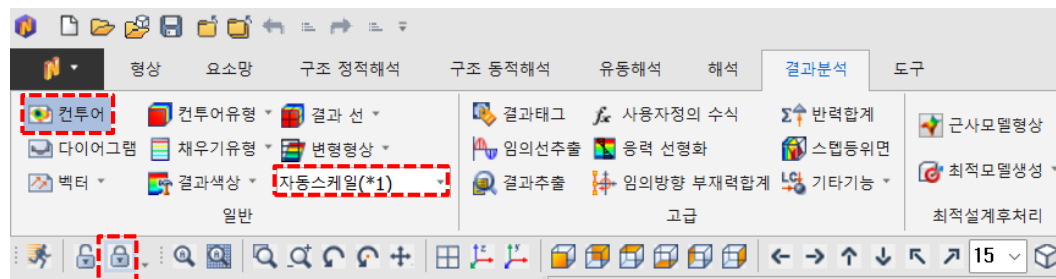 형상 요소망 구조 정적해석 구조 동적해석 유동해석 해석 결과분석 도구
컨투어 컨투어유형 결과 선 결과태그 fx 사용자정의 수식 Σ 반력합계
근사모델형상
다이어그램 채우기유형 변형형상 임의선추출 응력 선형화 스텝등위면
벡터 결과색상 자동스케일(*1) 결과추출 임의방향 부재력합계 LCs 기타기능
최적모델생성
일반 고급 최적설계후처리
15